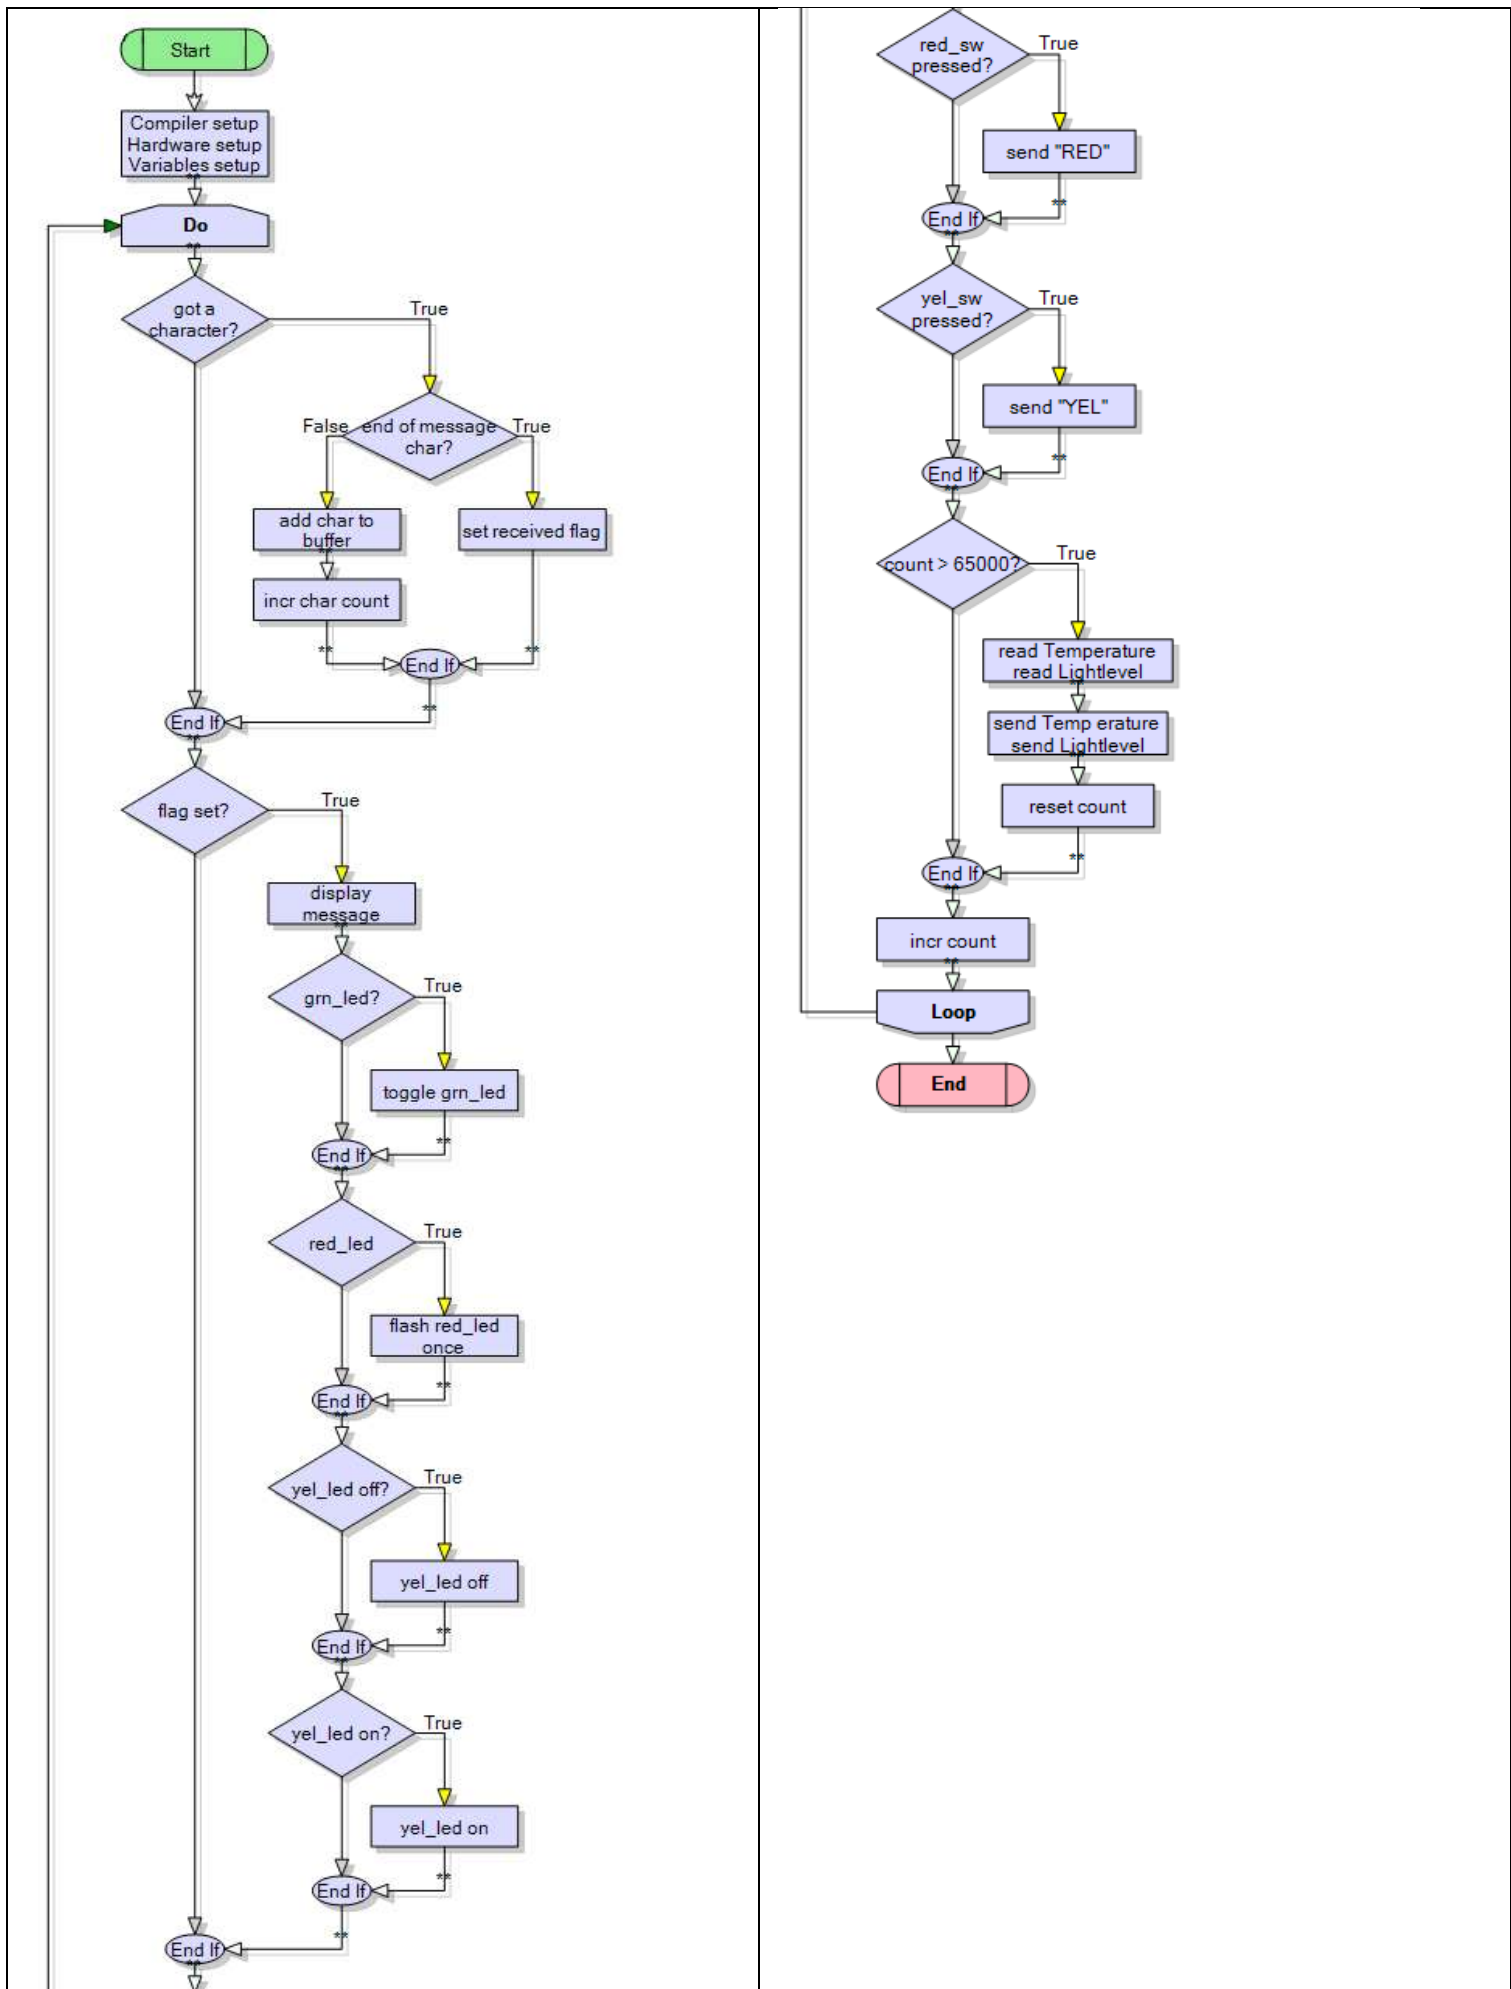 Start
Compiler setup
Hardware setup
Variables setup
**
Do
**
got a
character?
True
end of message
char?
False
True
add char to
buffer
**
set received flag
incr char count
**
**
End If
**
End If
**
flag set?
True
display
message
**
grn_led?
True
toggle grn_led
**
End If
**
red_led
True
flash red_led
once
**
End If
**
yel_led off?
True
yel_led off
**
End If
**
yel_led on?
True
yel_led on
**
End If
**
End If
**
red_sw
pressed?
True
send "RED"
**
End If
**
yel_sw
pressed?
True
send "YEL"
**
End If
**
count > 65000?
True
read Temperature
read Lightlevel
**
send Temp erature
send Lightlevel
**
reset count
**
End If
**
incr count
**
Loop
End